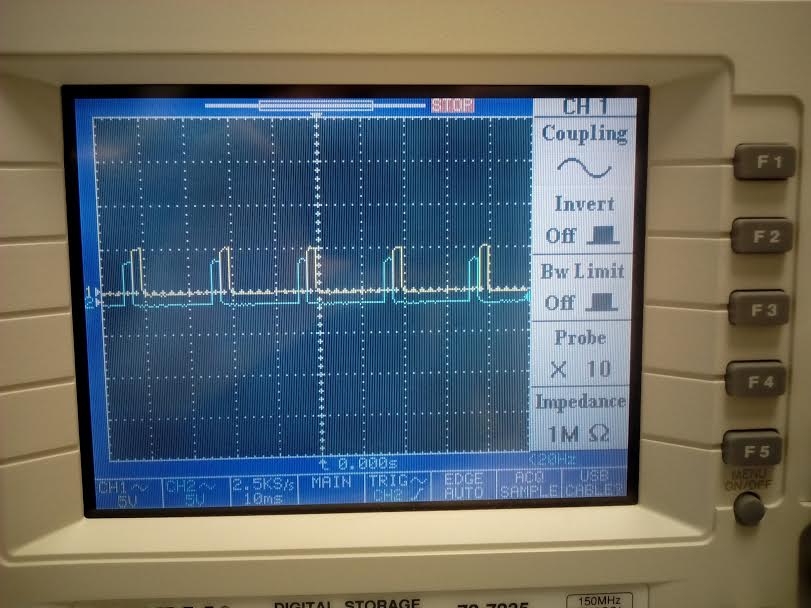 STOP
CH 1
Coupling
Invert
Off
Bw Limit
Off
Probe
X 10
Impedance
1M Ω
F1
F2
F3
F4
F5
MENU
ON/OFF
1
2
0.000s
<20Hz
CH1
5V
CH2
5V
2.5KS/s
10ms
MAIN
TRIG
CH2
EDGE
AUTO
ACQ
SAMPLE
USB
CABLE?
DIGITAL STORAGE
150MHz